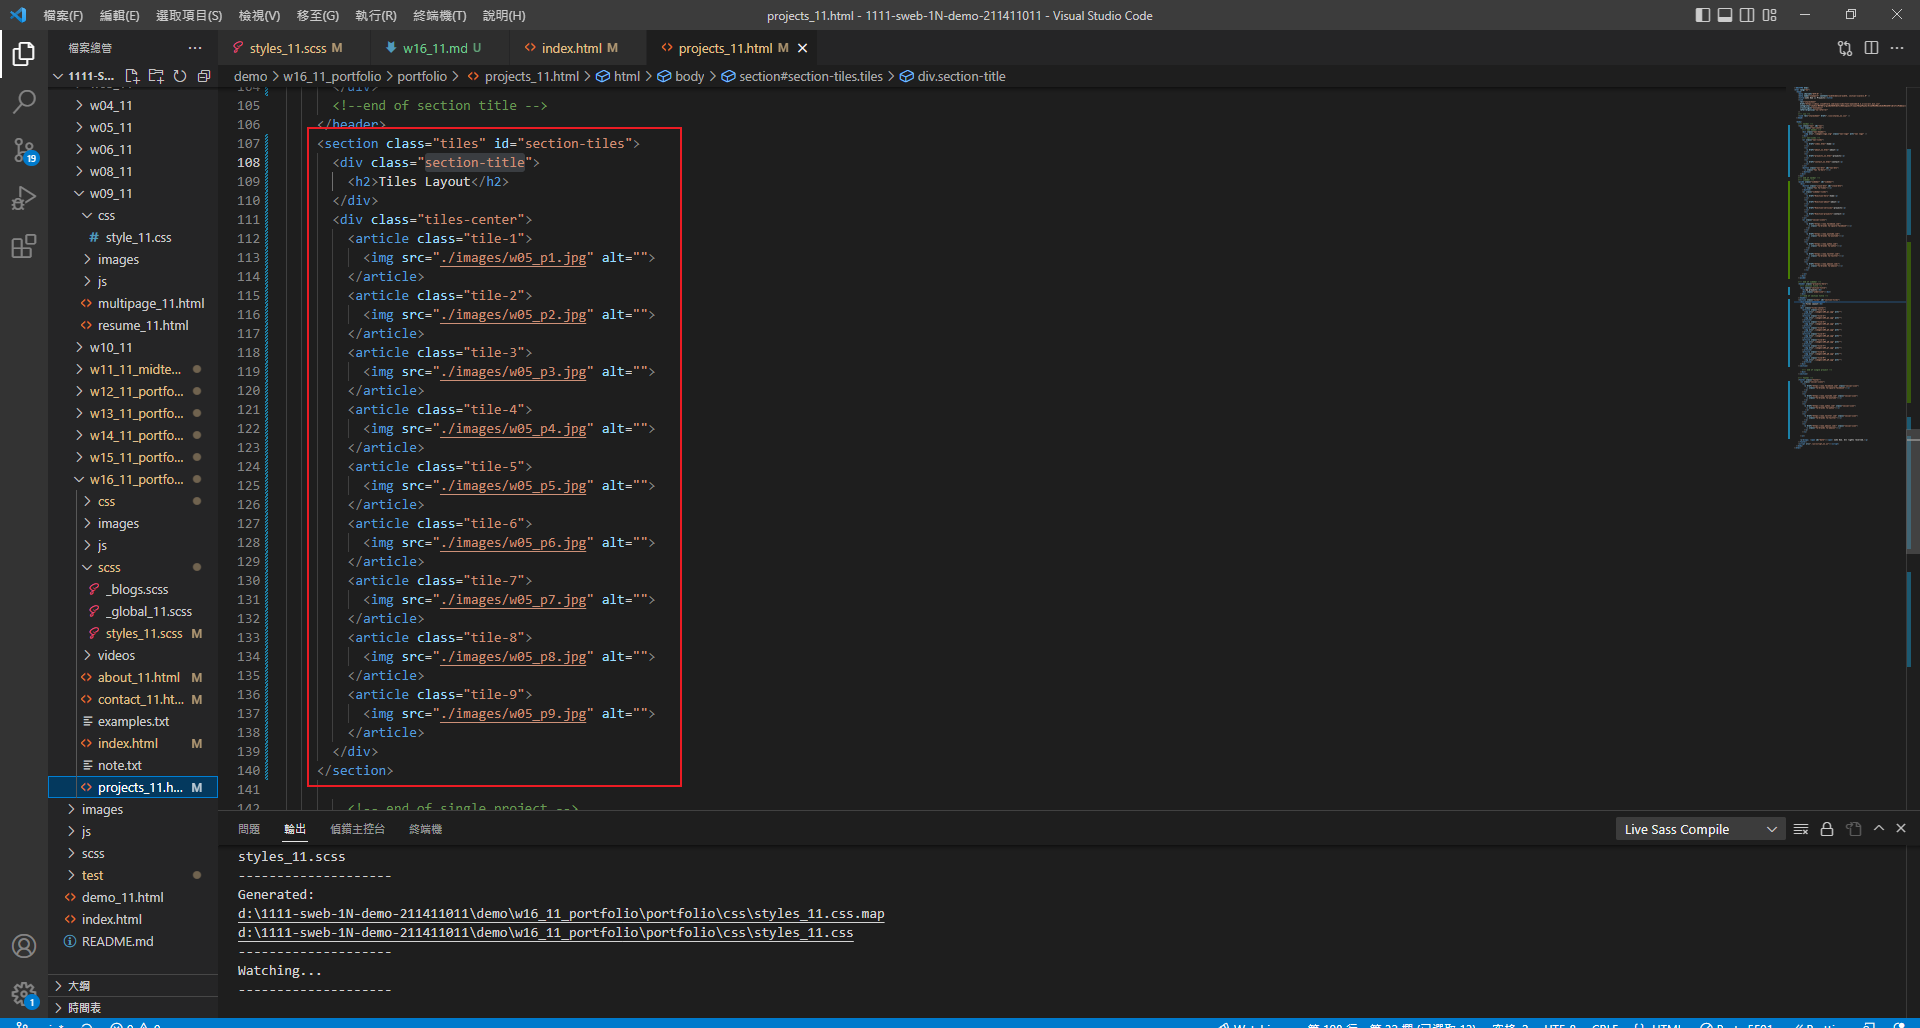 檔案(F) 編輯(E) 選取項目(S) 檢視(V) 移至(G) 執行(R) 終端機(T) 說明(H) projects_11.html - 1111-sweb-1N-demo-211411011 - Visual Studio Code
檔案總管 ···
styles_11.scss M w16_11.md U index.html M projects_11.html M
1111-S...
demo > w16_11_portfolio > portfolio > projects_11.html > html > body > section#section-tiles.tiles > div.section-title
w04_11
w05_11
w06_11
w08_11
w09_11
css
# style_11.css
images
js
multipage_11.html
resume_11.html
w10_11
w11_11_midte...
w12_11_portfo...
w13_11_portfo...
w14_11_portfo...
w15_11_portfo...
w16_11_portfo...
css
images
js
scss
_blogs.scss
_global_11.scss
styles_11.scss M
videos
about_11.html M
contact_11.ht... M
examples.txt
index.html M
note.txt
projects_11.h... M
images
js
scss
test
demo_11.html
index.html
README.md
大綱
時間表
19
1
104 </div>
105 <!--end of section title -->
106 </header>
107 <section class="tiles" id="section-tiles">
108 <div class="section-title">
109 <h2>Tiles Layout</h2>
110 </div>
111 <div class="tiles-center">
112 <article class="tile-1">
113 <img src="./images/w05_p1.jpg" alt="">
114 </article>
115 <article class="tile-2">
116 <img src="./images/w05_p2.jpg" alt="">
117 </article>
118 <article class="tile-3">
119 <img src="./images/w05_p3.jpg" alt="">
120 </article>
121 <article class="tile-4">
122 <img src="./images/w05_p4.jpg" alt="">
123 </article>
124 <article class="tile-5">
125 <img src="./images/w05_p5.jpg" alt="">
126 </article>
127 <article class="tile-6">
128 <img src="./images/w05_p6.jpg" alt="">
129 </article>
130 <article class="tile-7">
131 <img src="./images/w05_p7.jpg" alt="">
132 </article>
133 <article class="tile-8">
134 <img src="./images/w05_p8.jpg" alt="">
135 </article>
136 <article class="tile-9">
137 <img src="./images/w05_p9.jpg" alt="">
138 </article>
139 </div>
140 </section>
141
142 <!-- end of single project -->
問題 輸出 偵錯主控台 終端機 Live Sass Compile
styles_11.scss
--------------------
Generated:
d:\1111-sweb-1N-demo-211411011\demo\w16_11_portfolio\portfolio\css\styles_11.css.map
d:\1111-sweb-1N-demo-211411011\demo\w16_11_portfolio\portfolio\css\styles_11.css
--------------------
Watching...
--------------------